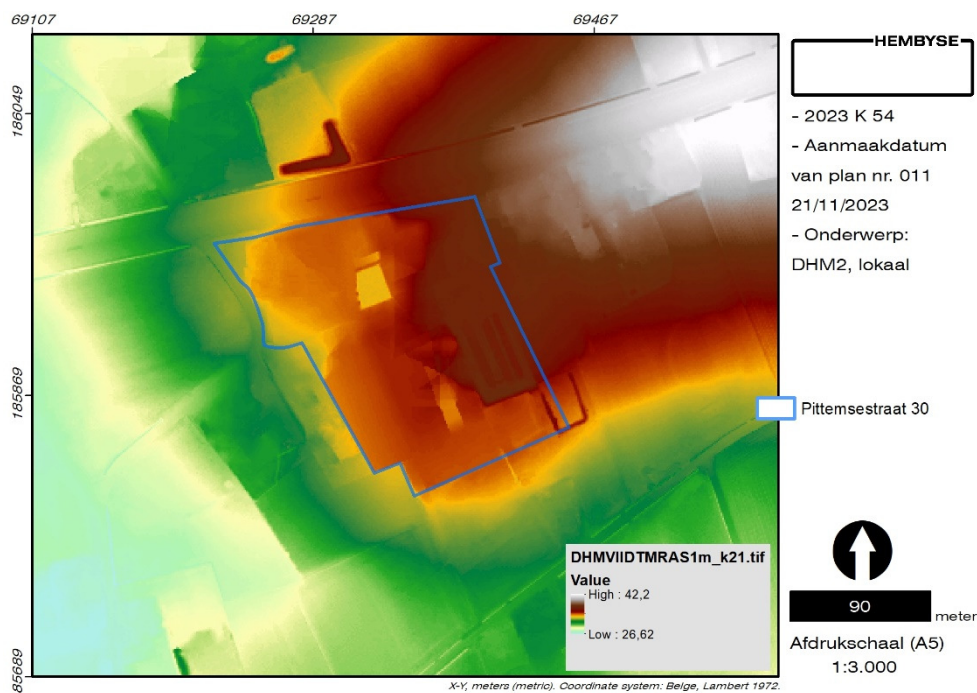 69107
69287
69467
186049
185869
85689
HEMBYSE
- 2023 K 54
- Aanmaakdatum
van plan nr. 011
21/11/2023
- Onderwerp:
DHM2, lokaal
Pittemsestraat 30
DHMVIIDTMRAS1m_k21.tif
Value
High : 42,2
Low : 26,62
90
meter
Afdrukschaal (A5)
1:3.000
X-Y, meters (metric). Coordinate system: Belge, Lambert 1972.